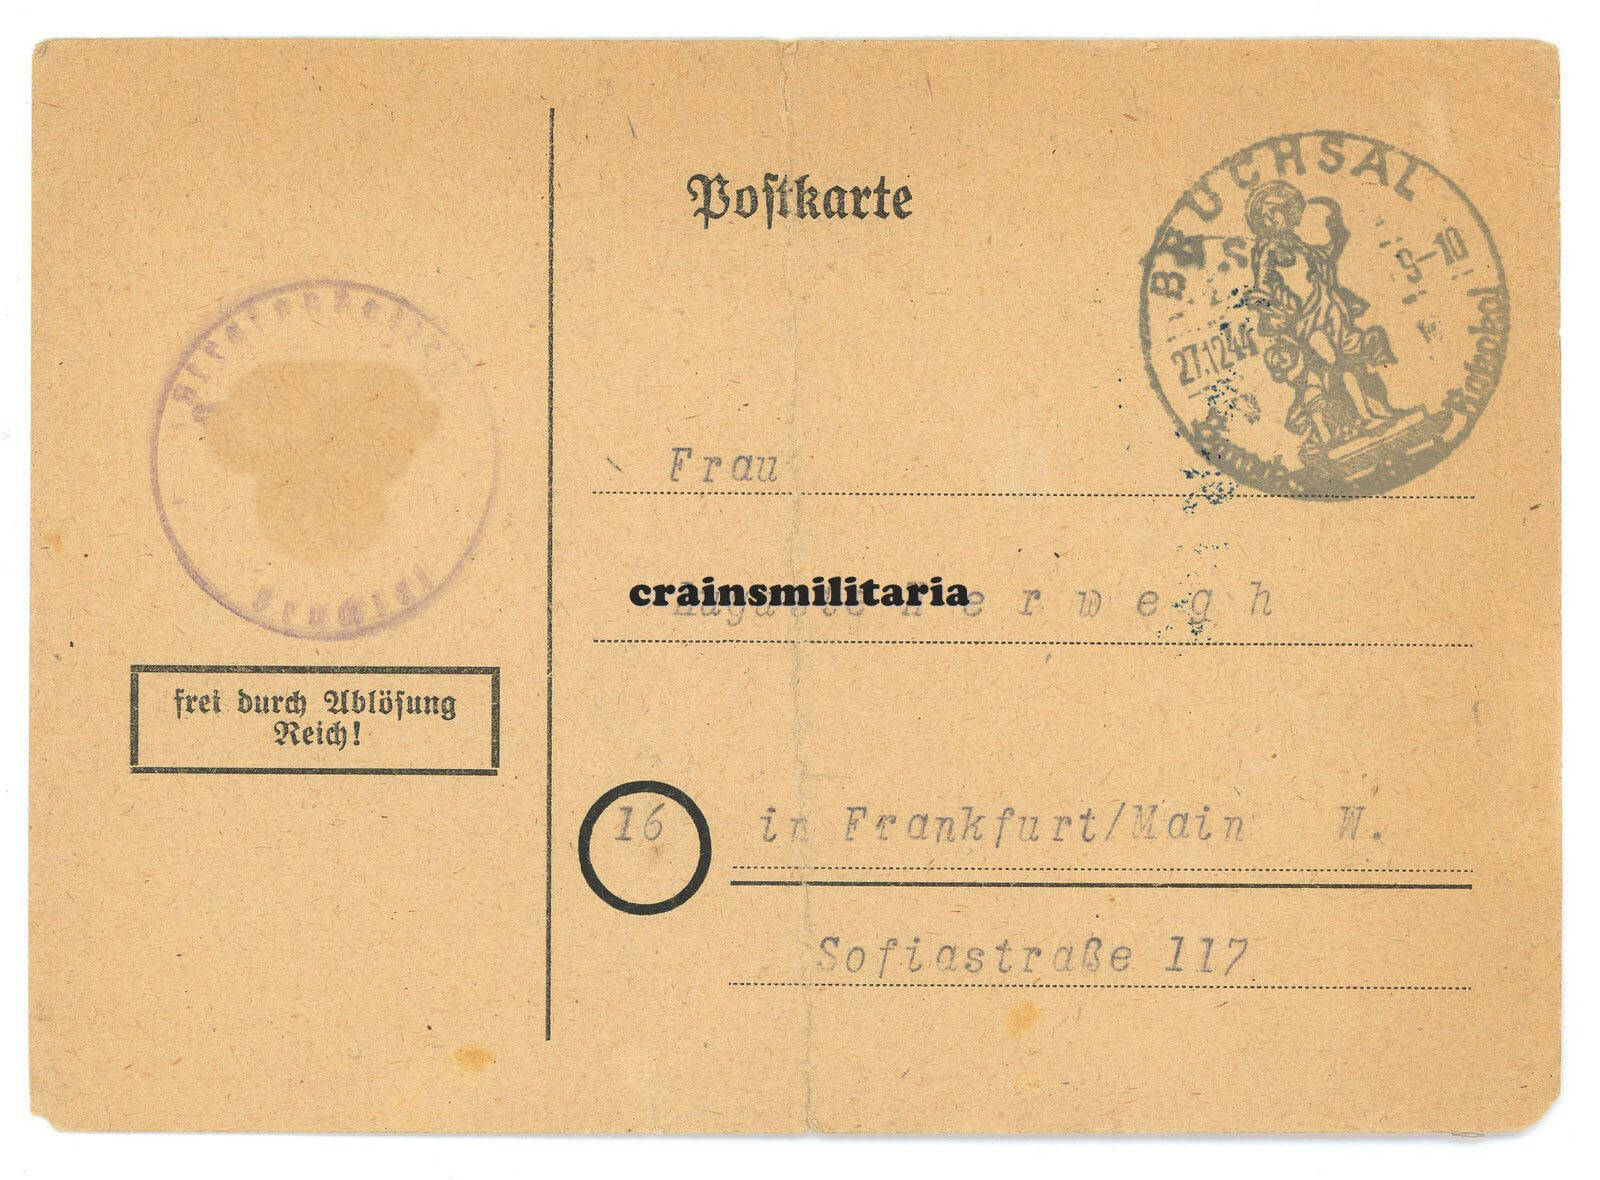 Postkarte
BRUCHSAL
9-10
27.12.44
Frau
crainsmilitaria
Auguste H e r w e g h
frei durch Ablösung
Reich!
16 in Frankfurt/Main W.
Sofiastraße 117